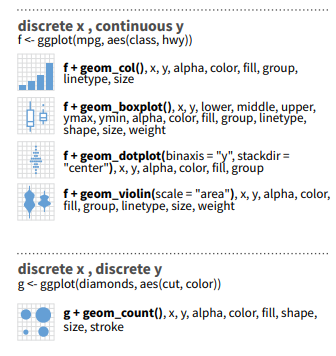 discrete x , continuous y
f <- ggplot(mpg, aes(class, hwy))
f + geom_col(), x, y, alpha, color, fill, group,
linetype, size
f + geom_boxplot(), x, y, lower, middle, upper,
ymax, ymin, alpha, color, fill, group, linetype,
shape, size, weight
f + geom_dotplot(binaxis = "y", stackdir =
"center"), x, y, alpha, color, fill, group
f + geom_violin(scale = "area"), x, y, alpha, color,
fill, group, linetype, size, weight
discrete x , discrete y
g <- ggplot(diamonds, aes(cut, color))
g + geom_count(), x, y, alpha, color, fill, shape,
size, stroke